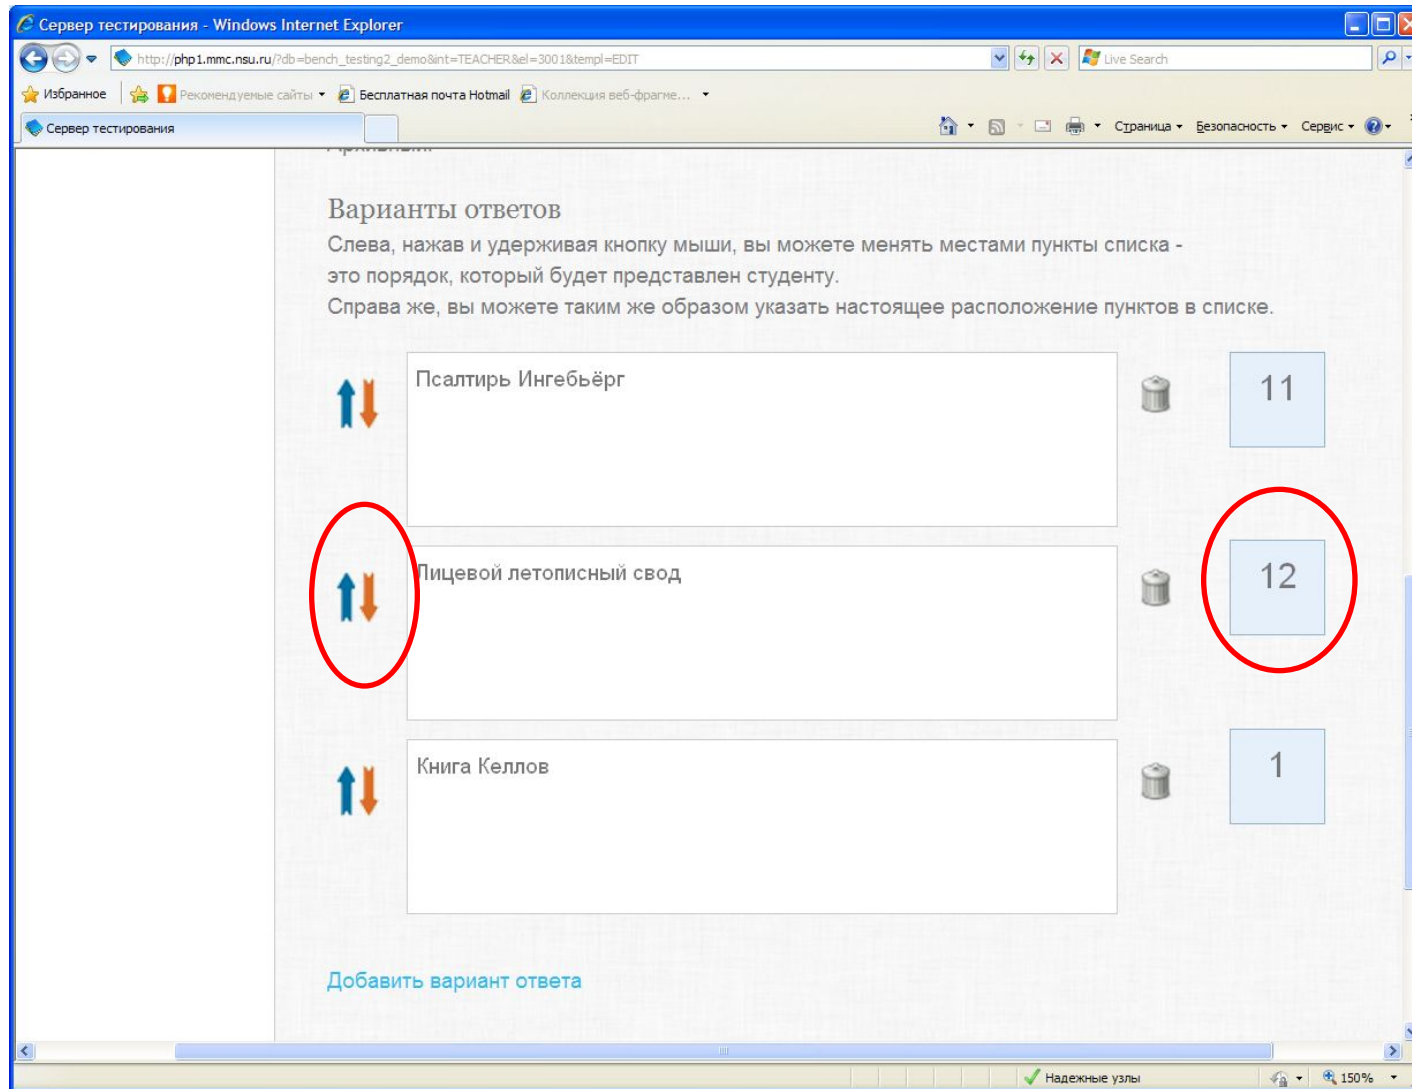 Сервер тестирования - Windows Internet Explorer
http://php1.mmc.nsu.ru/?db=bench_testing2_demo&int=TEACHER&el=3001&templ=EDIT
Live Search
Избранное
Рекомендуемые сайты
Бесплатная почта Hotmail
Коллекция веб-фрагме...
Сервер тестирования
Страница
Безопасность
Сервис
Варианты ответов
Слева, нажав и удерживая кнопку мыши, вы можете менять местами пункты списка -
это порядок, который будет представлен студенту.
Справа же, вы можете таким же образом указать настоящее расположение пунктов в списке.
Псалтирь Ингебьёрг
11
Лицевой летописный свод
12
Книга Келлов
1
Добавить вариант ответа
Надежные узлы
150%